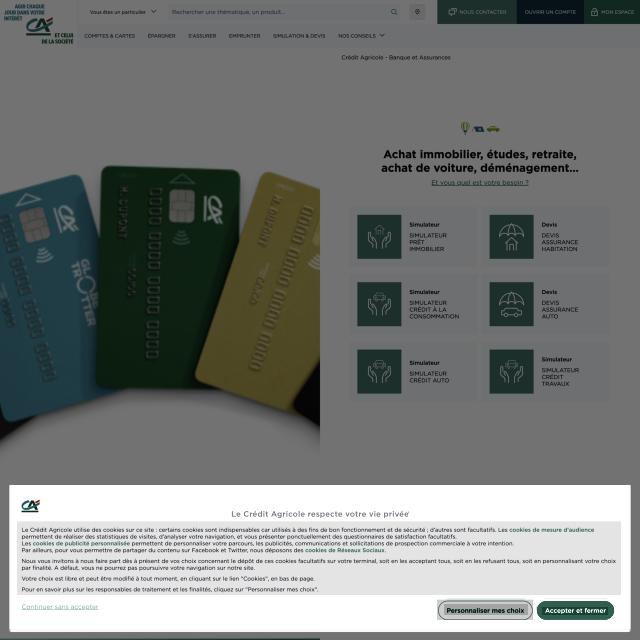 AGIR CHAQUE
JOUR DANS VOTRE
INTÉRÊT
ET CELUI
DE LA SOCIÉTÉ
Vous êtes un particulier
Rechercher une thématique, un produit...
NOUS CONTACTER
OUVRIR UN COMPTE
MON ESPACE
COMPTES & CARTES
ÉPARGNER
S'ASSURER
EMPRUNTER
SIMULATION & DEVIS
NOS CONSEILS
Crédit Agricole - Banque et Assurances
Achat immobilier, études, retraite,
achat de voiture, déménagement...
Et vous quel est votre besoin ?
Simulateur
SIMULATEUR
PRÊT
IMMOBILIER
Devis
DEVIS
ASSURANCE
HABITATION
Simulateur
SIMULATEUR
CRÉDIT À LA
CONSOMMATION
Devis
DEVIS
ASSURANCE
AUTO
Simulateur
SIMULATEUR
CRÉDIT AUTO
Simulateur
SIMULATEUR
CRÉDIT
TRAVAUX
GLOBE
TROTTER
M. DUPONT
M. DUPONT
Le Crédit Agricole respecte votre vie privée
Le Crédit Agricole utilise des cookies sur ce site : certains cookies sont indispensables car utilisés à des fins de bon fonctionnement et de sécurité ; d'autres sont facultatifs. Les cookies de mesure d'audience
permettent de réaliser des statistiques de visites, d'analyser votre navigation, et vous présenter ponctuellement des questionnaires de satisfaction facultatifs.
Les cookies de publicité personnalisée permettent de personnaliser votre parcours, les publicités, communications et sollicitations de prospection commerciale à votre intention.
Par ailleurs, pour vous permettre de partager du contenu sur Facebook et Twitter, nous déposons des cookies de Réseaux Sociaux.
Nous vous invitons à nous faire part dès à présent de vos choix concernant le dépôt de ces cookies facultatifs sur votre terminal, soit en les acceptant tous, soit en les refusant tous, soit en personnalisant votre choix
par finalité. A défaut, vous ne pourrez pas poursuivre votre navigation sur notre site.
Votre choix est libre et peut être modifié à tout moment, en cliquant sur le lien "Cookies", en bas de page.
Pour en savoir plus sur les responsables de traitement et les finalités, cliquez sur "Personnaliser mes choix".
Continuer sans accepter
Personnaliser mes choix
Accepter et fermer